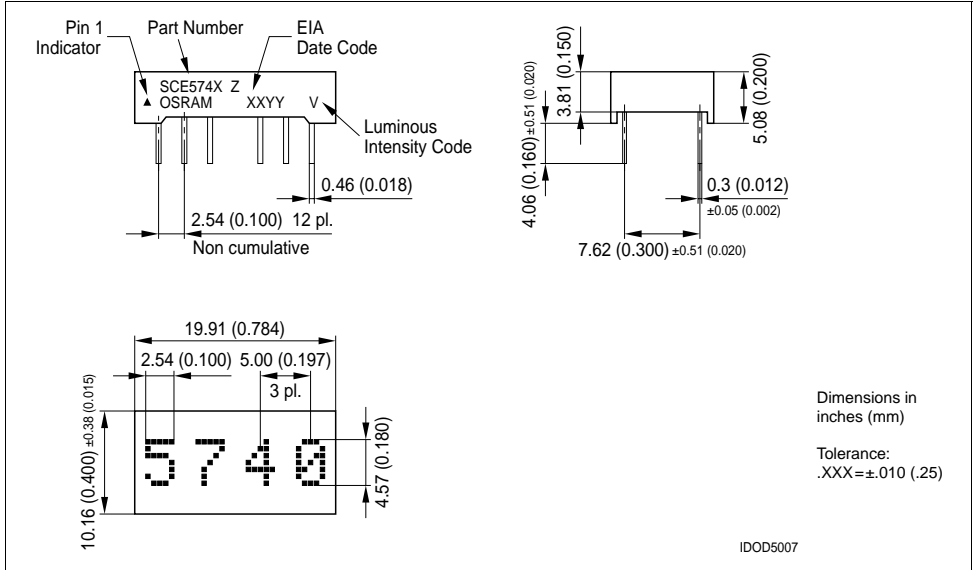 Pin 1
Indicator
Part Number
EIA
Date Code
SCE574X Z
▲ OSRAM XXYY V
Luminous
Intensity Code
0.46 (0.018)
2.54 (0.100) 12 pl.
Non cumulative
4.06 (0.160) ±0.51 (0.020)
3.81 (0.150)
5.08 (0.200)
0.3 (0.012)
±0.05 (0.002)
7.62 (0.300) ±0.51 (0.020)
19.91 (0.784)
2.54 (0.100) 5.00 (0.197)
3 pl.
10.16 (0.400) ±0.38 (0.015)
5740
4.57 (0.180)
Dimensions in
inches (mm)
Tolerance:
.XXX=±.010 (.25)
IDOD5007